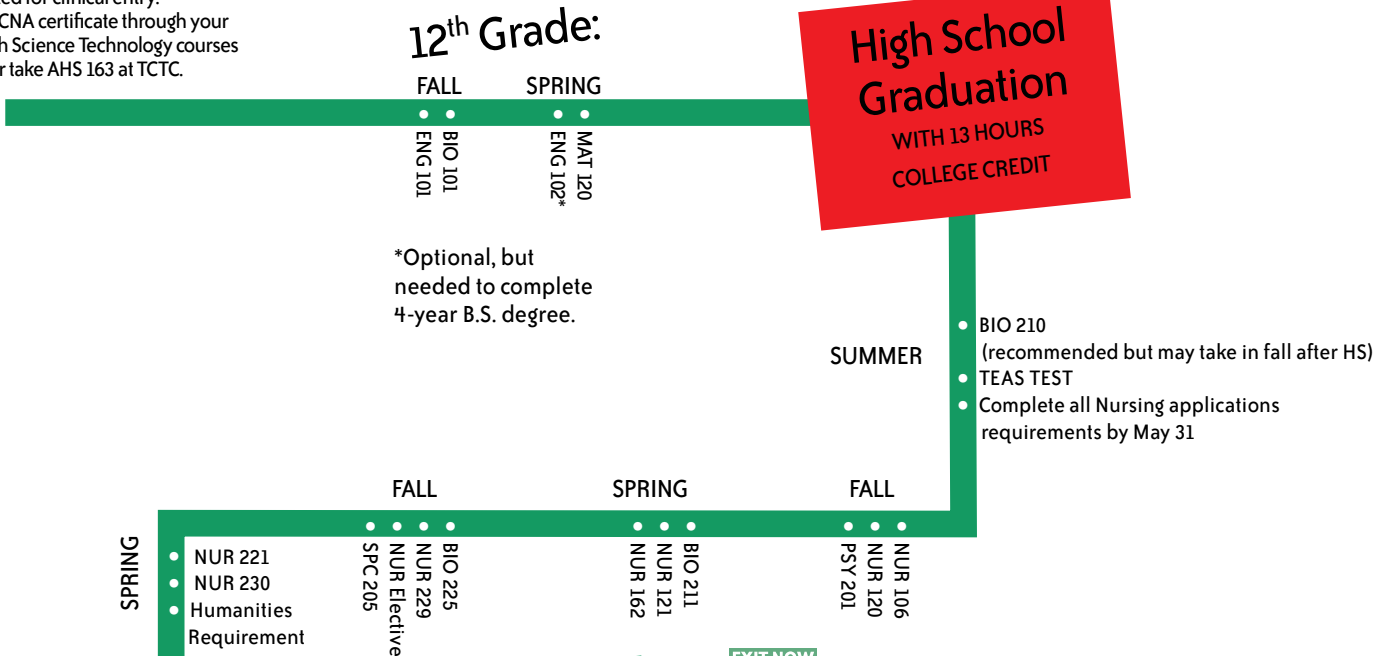 for clinical entry.
CNA certificate through your
Science Technology courses
take AHS 163 at TCTC.
12th Grade:
FALL
SPRING
ENG 101
BIO 101
ENG 102*
MAT 120
*Optional, but
needed to complete
4-year B.S. degree.
High School
Graduation
WITH 13 HOURS
COLLEGE CREDIT
SUMMER
BIO 210
(recommended but may take in fall after HS)
TEAS TEST
Complete all Nursing applications
requirements by May 31
FALL
PSY 201
NUR 120
NUR 106
SPRING
NUR 162
NUR 121
BIO 211
FALL
SPC 205
NUR Elective
NUR 229
BIO 225
SPRING
NUR 221
NUR 230
Humanities
Requirement
EXIT NOW